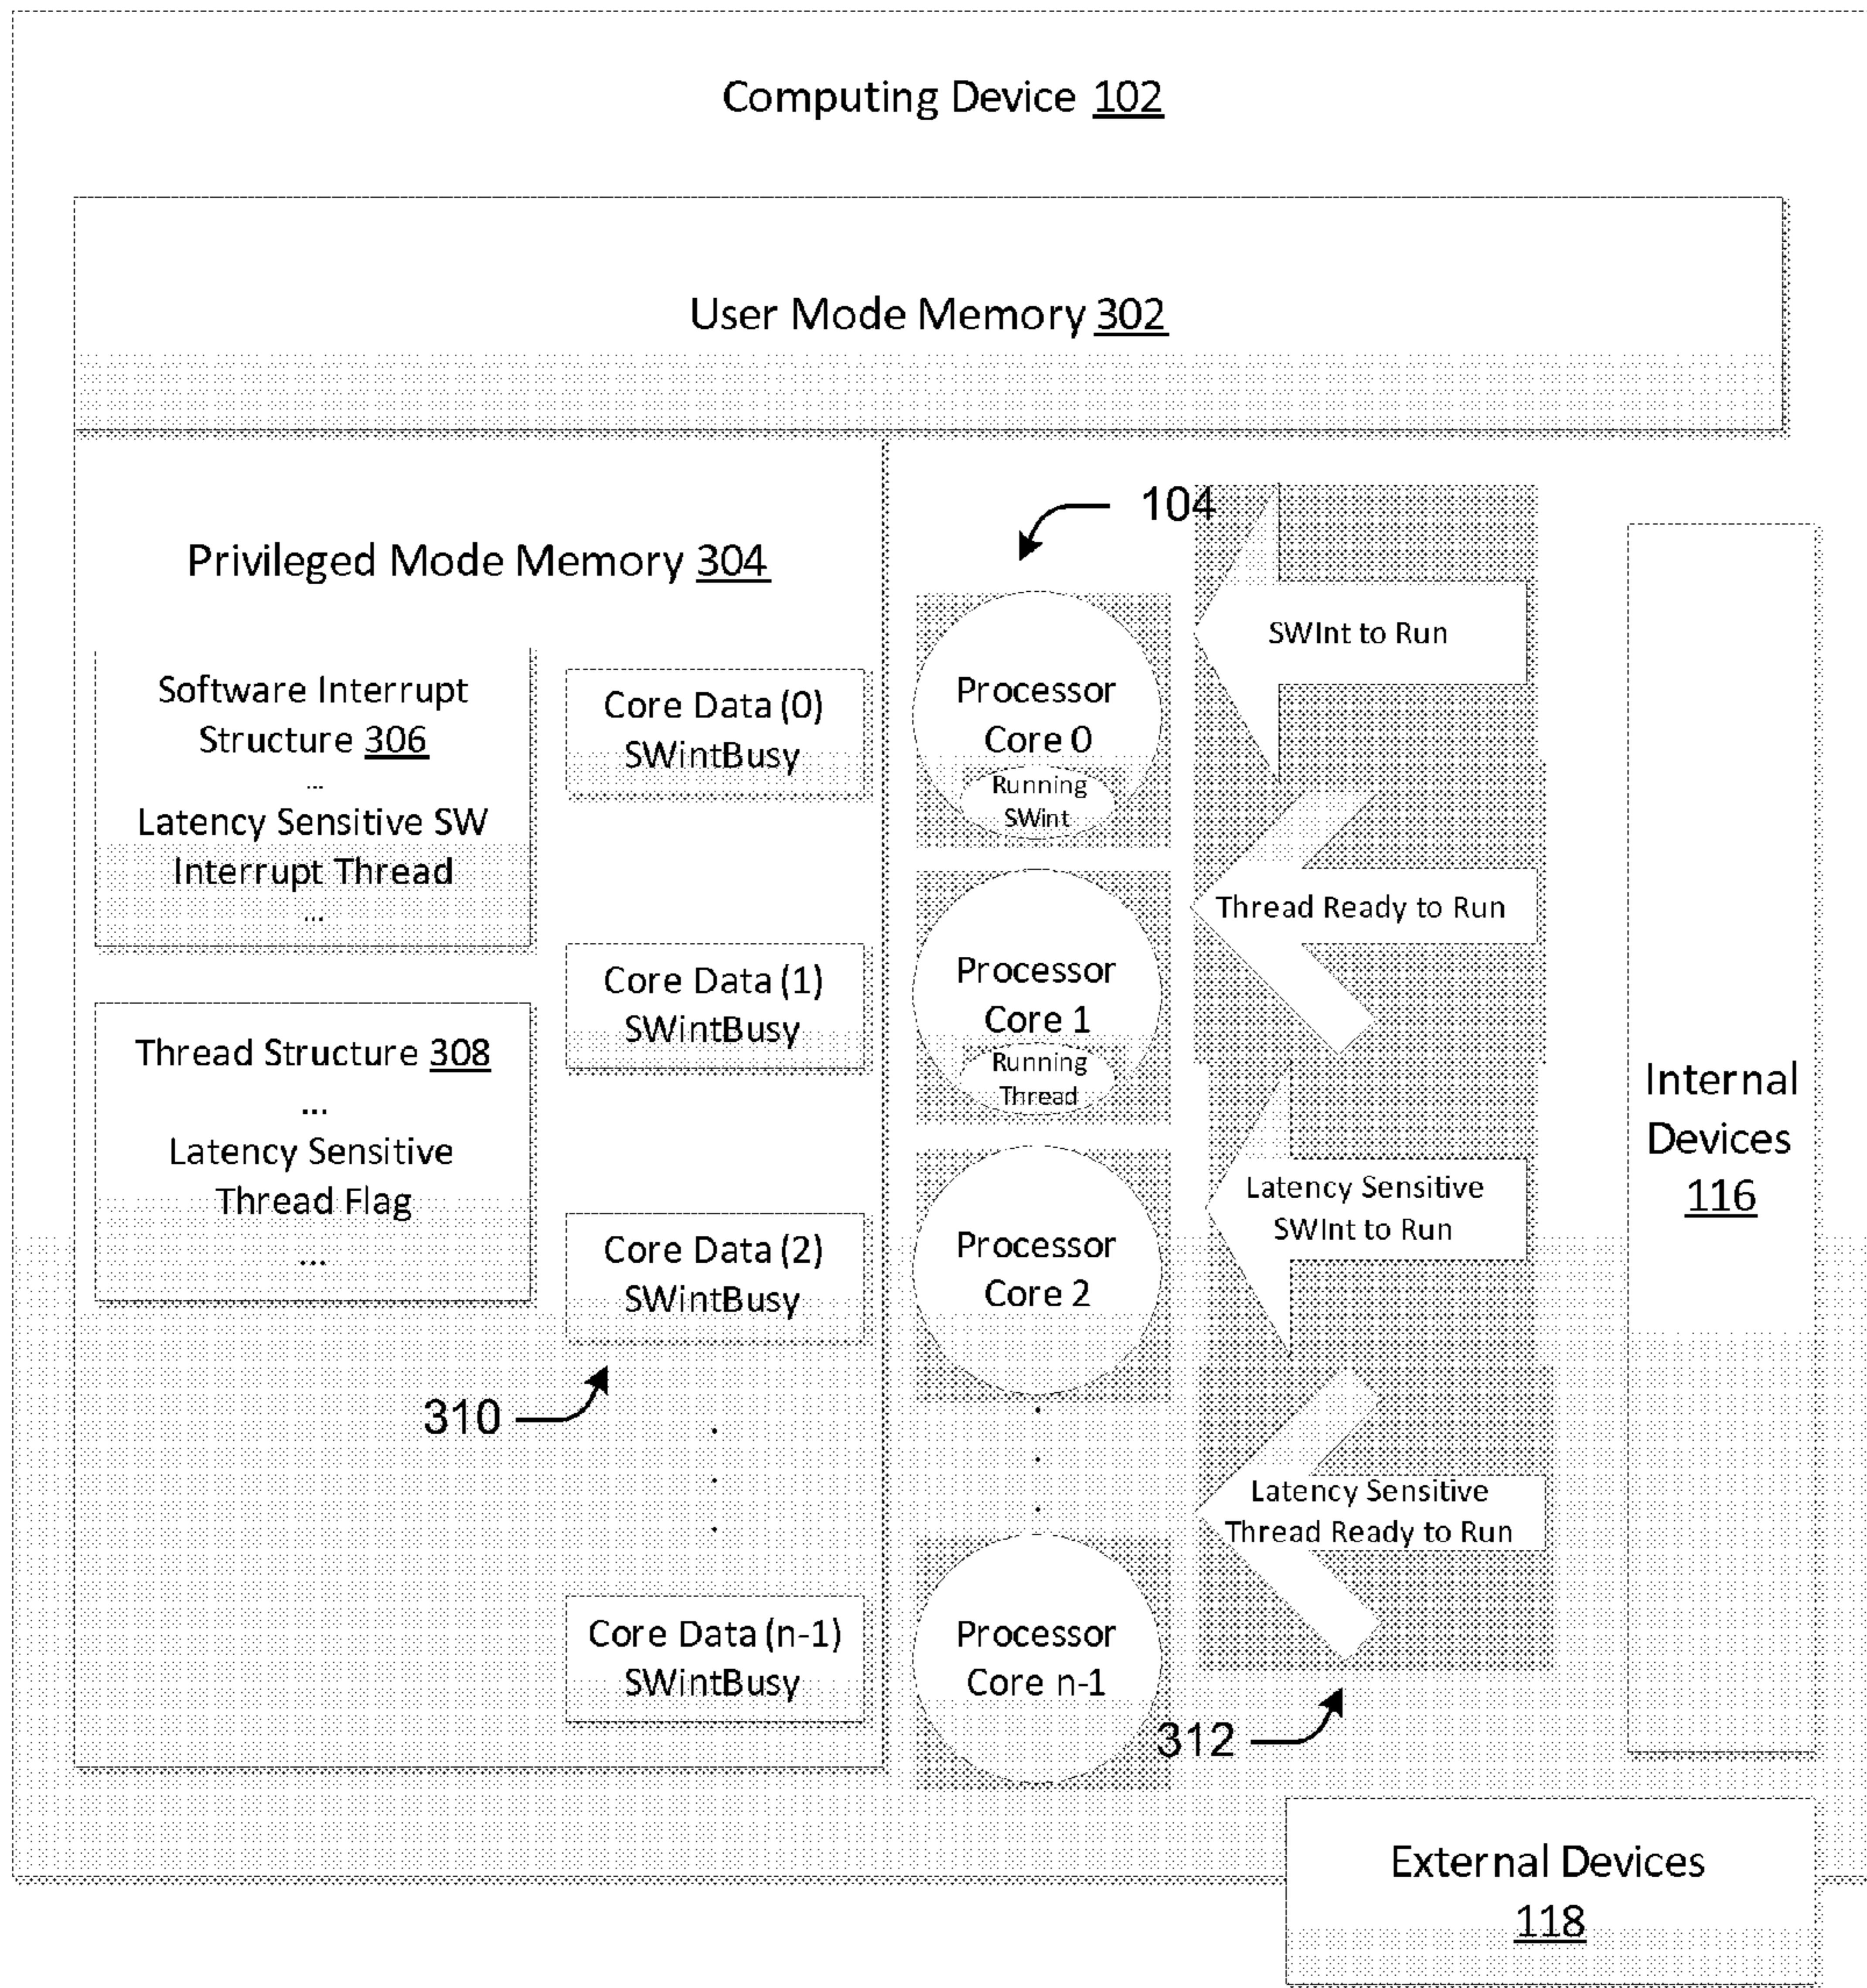 Computing Device 102
User Mode Memory 302
Privileged Mode Memory 304
Software Interrupt
Structure 306
...
Latency Sensitive SW
Interrupt Thread
...
Thread Structure 308
...
Latency Sensitive
Thread Flag
...
Core Data (0)
SWintBusy
Core Data (1)
SWintBusy
Core Data (2)
SWintBusy
310
.
.
.
Core Data (n-1)
SWintBusy
104
Processor
Core 0
Running
SWint
Processor
Core 1
Running
Thread
Processor
Core 2
.
.
.
Processor
Core n-1
SWInt to Run
Thread Ready to Run
Latency Sensitive
SWInt to Run
Latency Sensitive
Thread Ready to Run
312
Internal
Devices
116
External Devices
118